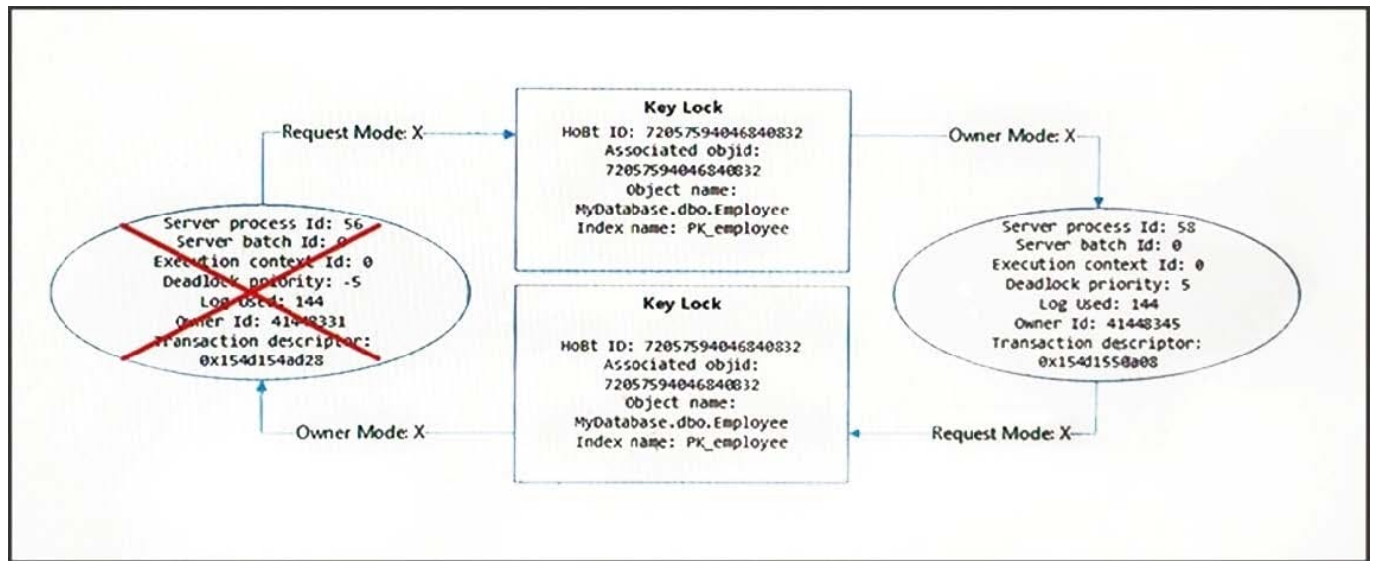 Request Mode: X
Key Lock
HoBt ID: 72057594046840832
Associated objid:
72057594046840832
Object name:
MyDatabase.dbo.Employee
Index name: PK_employee
Owner Mode: X
Server process Id: 56
Server batch Id: 0
Execution context Id: 0
Deadlock priority: -5
Log Used: 144
Owner Id: 41448331
Transaction descriptor:
0x154d154ad28
Server process Id: 58
Server batch Id: 0
Execution context Id: 0
Deadlock priority: 5
Log Used: 144
Owner Id: 41448345
Transaction descriptor:
0x154d1550a08
Key Lock
HoBt ID: 72057594046840832
Associated objid:
72057594046840832
Object name:
MyDatabase.dbo.Employee
Index name: PK_employee
Owner Mode: X
Request Mode: X